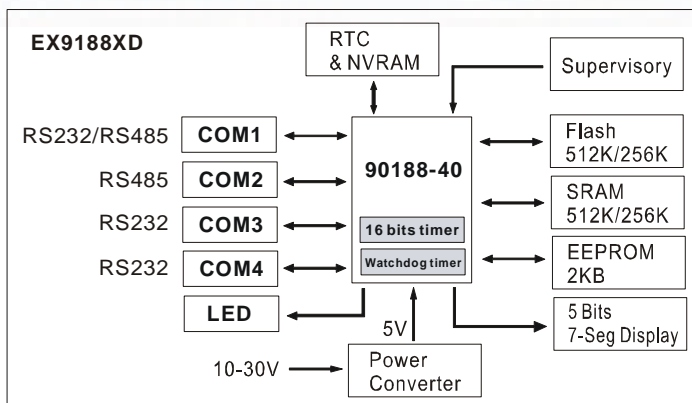 EX9188XD
RTC
& NVRAM
Supervisory
RS232/RS485 COM1
RS485 COM2
RS232 COM3
RS232 COM4
LED
90188-40
16 bits timer
Watchdog timer
Flash
512K/256K
SRAM
512K/256K
EEPROM
2KB
5 Bits
7-Seg Display
5V
10-30V
Power
Converter